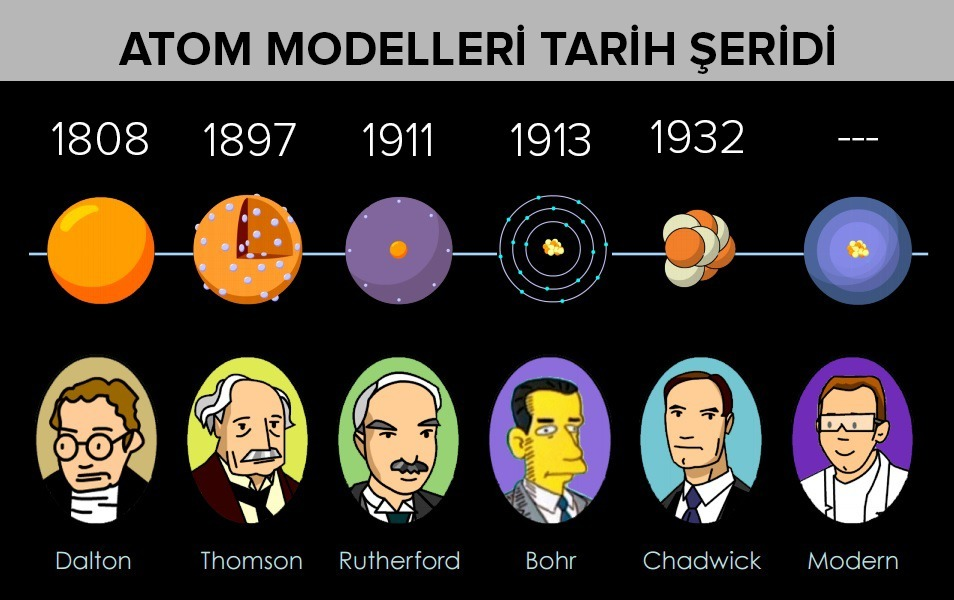 ATOM MODELLERİ TARİH ŞERİDİ
1808 1897 1911 1913 1932 ---
Dalton Thomson Rutherford Bohr Chadwick Modern